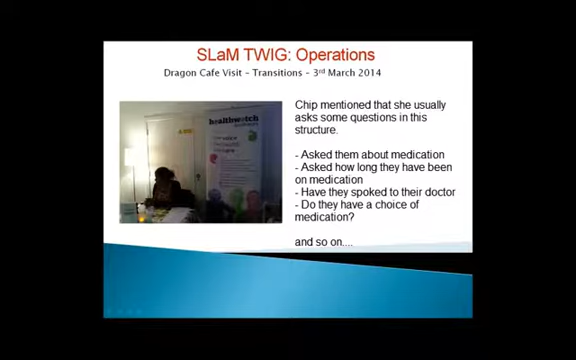 SLaM TWIG: Operations
Dragon Cafe Visit – Transitions – 3rd March 2014
Chip mentioned that she usually
asks some questions in this
structure.
- Asked them about medication
- Asked how long they have been
on medication
- Have they spoken to their doctor
- Do they have a choice of
medication?
and so on....
healthwatch